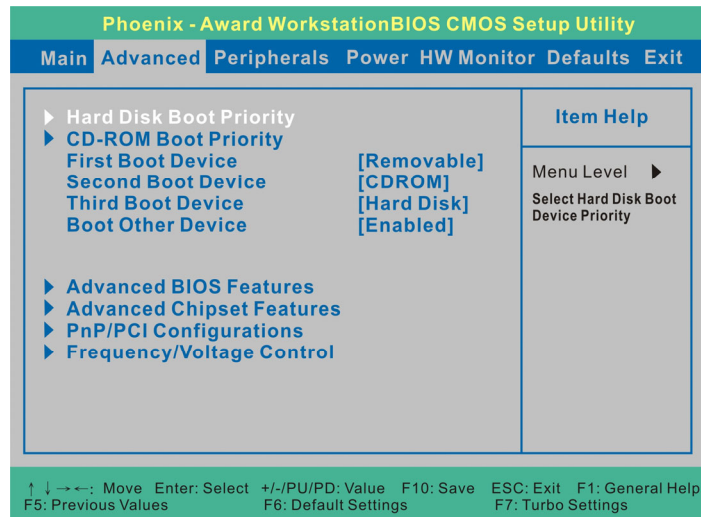 Phoenix - Award WorkstationBIOS CMOS Setup Utility
Main Advanced Peripherals Power HW Monitor Defaults Exit
Hard Disk Boot Priority
CD-ROM Boot Priority
First Boot Device [Removable]
Second Boot Device [CDROM]
Third Boot Device [Hard Disk]
Boot Other Device [Enabled]
Advanced BIOS Features
Advanced Chipset Features
PnP/PCI Configurations
Frequency/Voltage Control
Item Help
Menu Level
Select Hard Disk Boot
Device Priority
↑ ↓ → ←: Move Enter: Select +/-/PU/PD: Value F10: Save ESC: Exit F1: General Help
F5: Previous Values F6: Default Settings F7: Turbo Settings